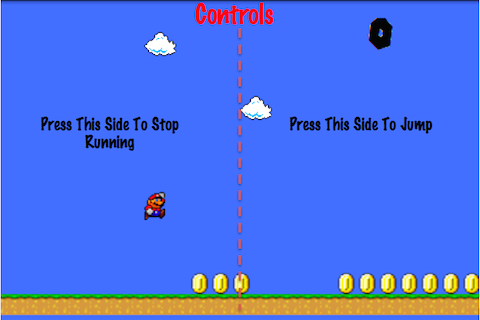 Controls
0
Press This Side To Stop
Running
Press This Side To Jump